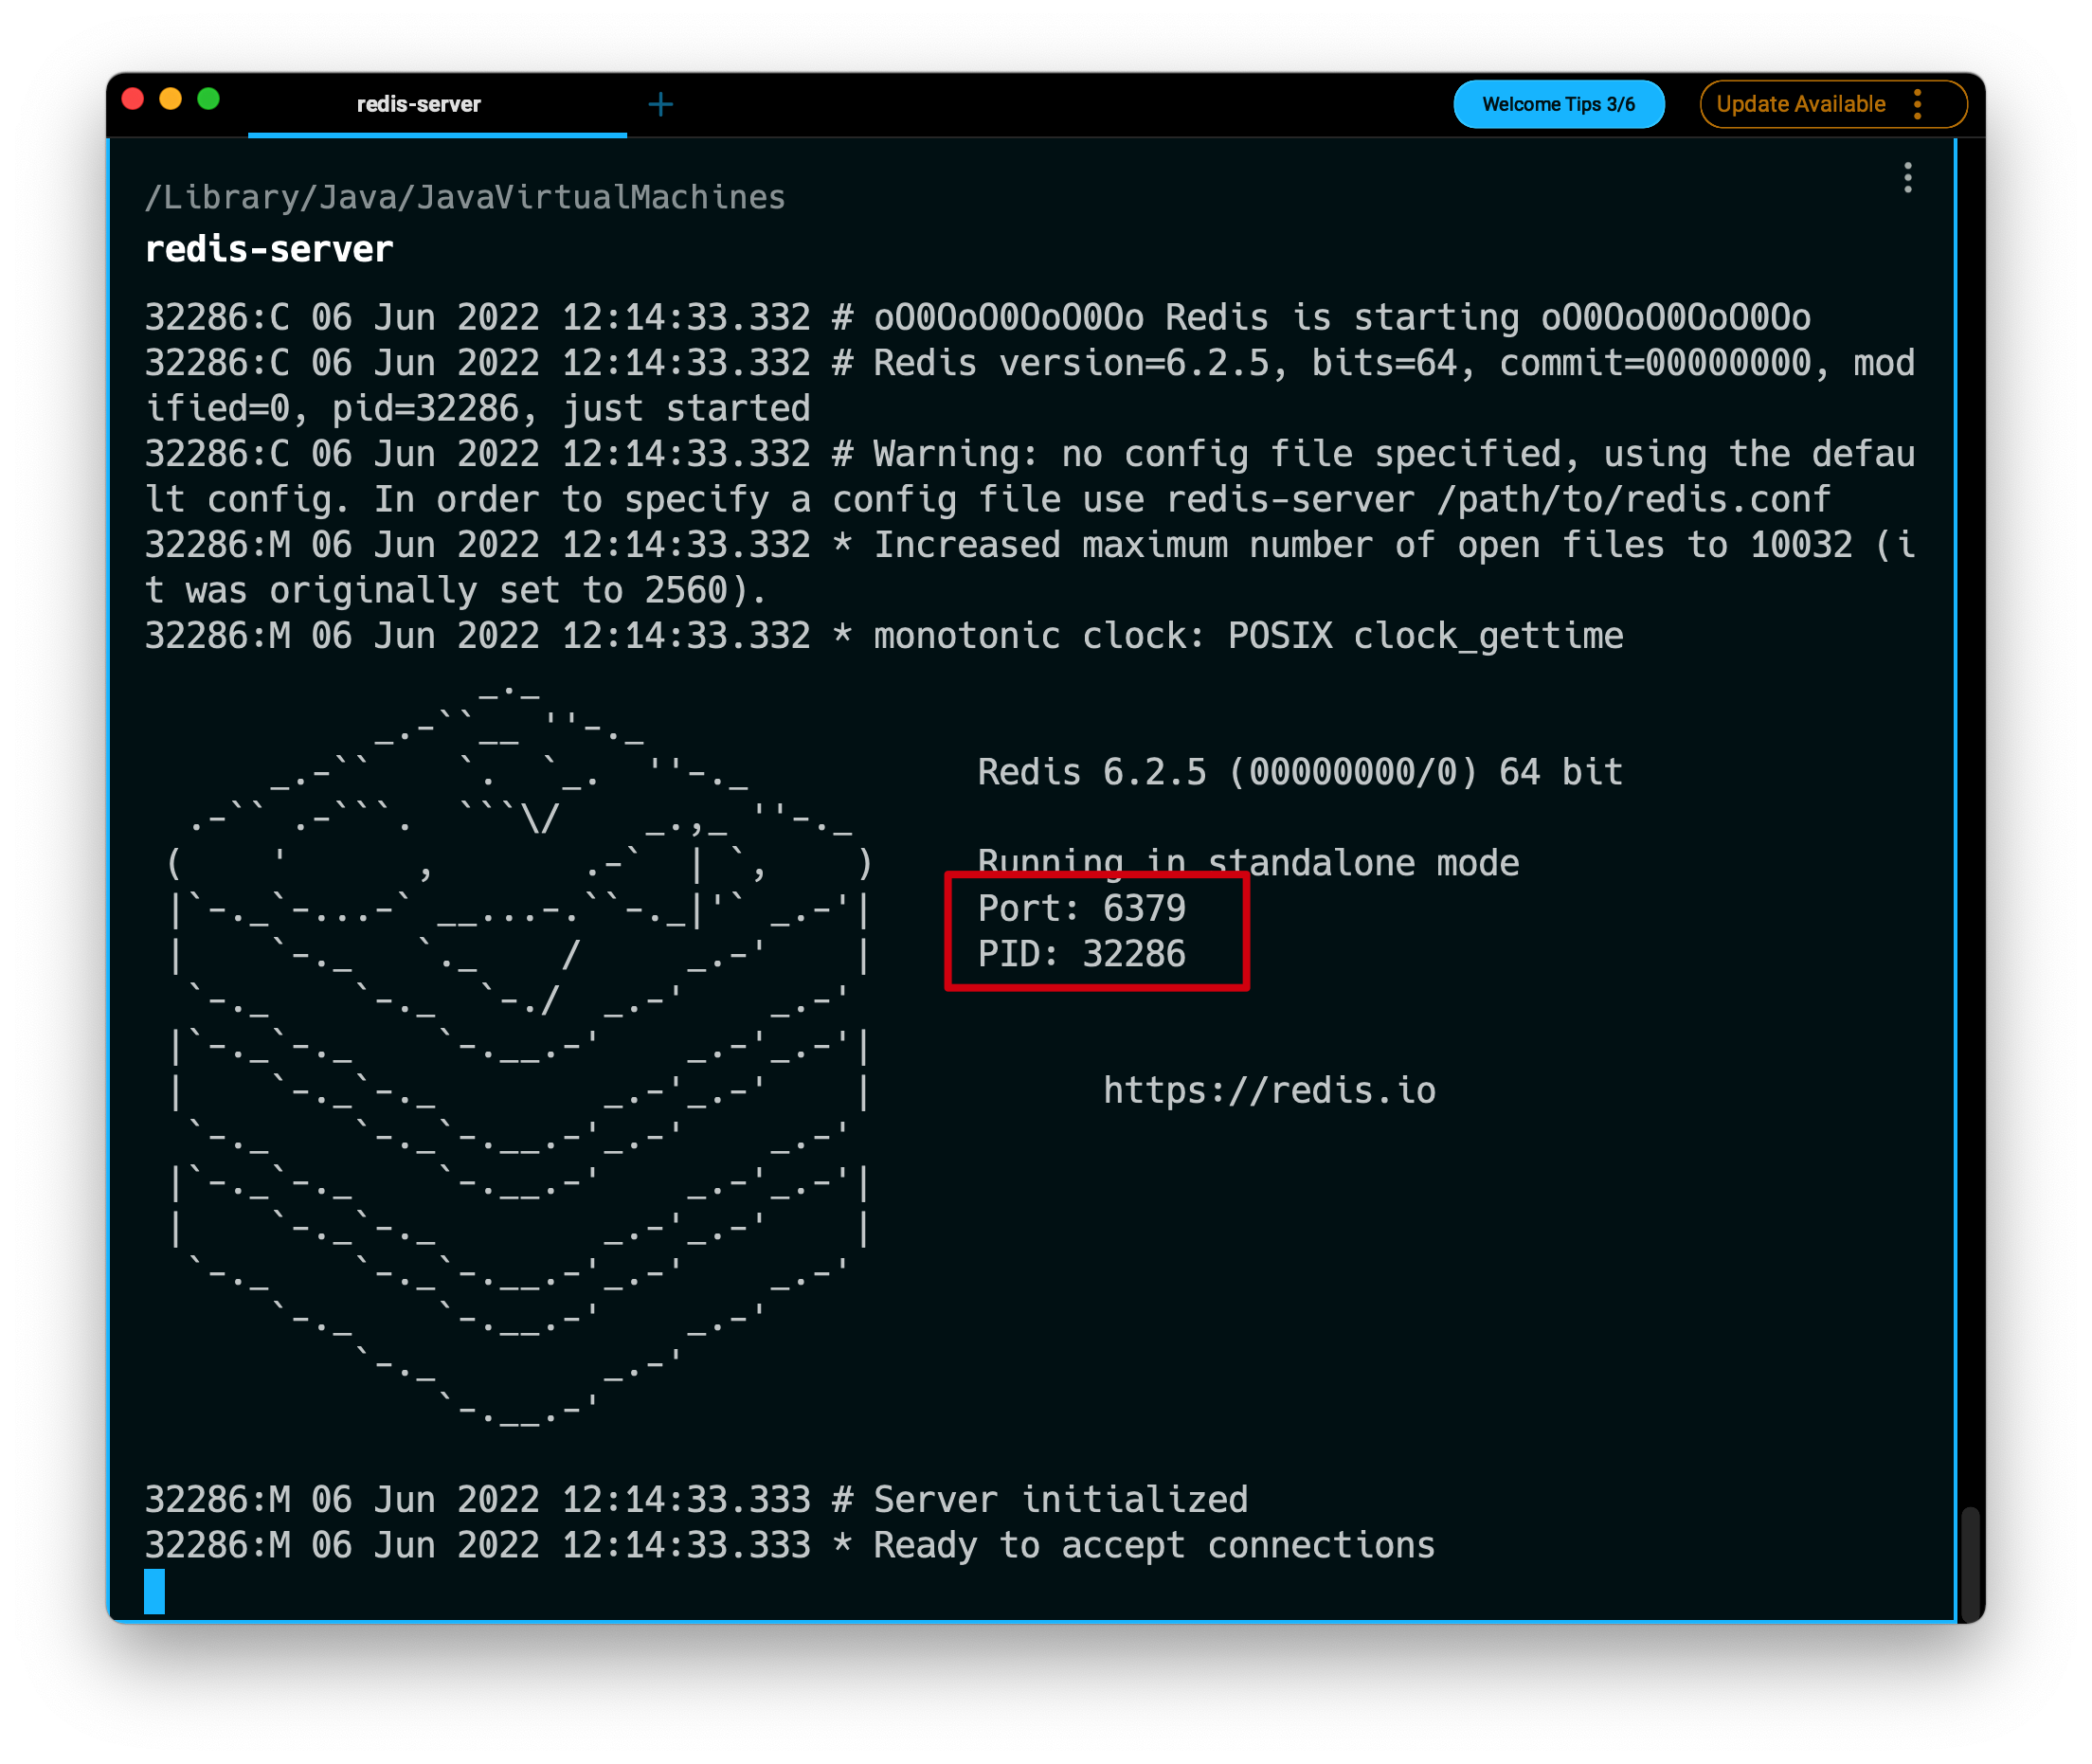 redis-server
+
Welcome Tips 3/6
Update Available
/Library/Java/JavaVirtualMachines
redis-server
32286:C 06 Jun 2022 12:14:33.332 # oO0OoO0OoO0Oo Redis is starting oO0OoO0OoO0Oo
32286:C 06 Jun 2022 12:14:33.332 # Redis version=6.2.5, bits=64, commit=00000000, mod
ified=0, pid=32286, just started
32286:C 06 Jun 2022 12:14:33.332 # Warning: no config file specified, using the defau
lt config. In order to specify a config file use redis-server /path/to/redis.conf
32286:M 06 Jun 2022 12:14:33.332 * Increased maximum number of open files to 10032 (i
t was originally set to 2560).
32286:M 06 Jun 2022 12:14:33.332 * monotonic clock: POSIX clock_gettime
Redis 6.2.5 (00000000/0) 64 bit
Running in standalone mode
Port: 6379
PID: 32286
https://redis.io
32286:M 06 Jun 2022 12:14:33.333 # Server initialized
32286:M 06 Jun 2022 12:14:33.333 * Ready to accept connections